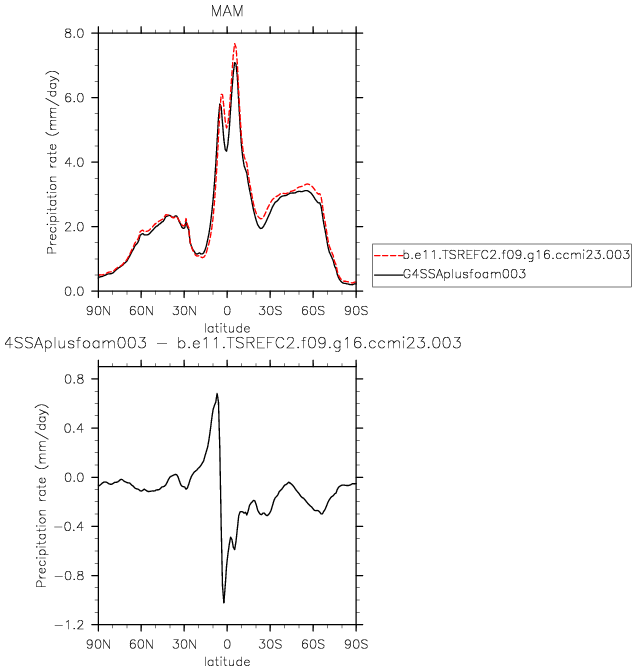 MAM
8.0
6.0
4.0
2.0
0.0
Precipitation rate (mm/day)
90N 60N 30N 0 30S 60S 90S
latitude
b.e11.TSREFC2.f09.g16.ccmi23.003
G4SSAplusfoam003
4SSAplusfoam003 − b.e11.TSREFC2.f09.g16.ccmi23.003
0.8
0.4
0.0
−0.4
−0.8
−1.2
Precipitation rate (mm/day)
90N 60N 30N 0 30S 60S 90S
latitude